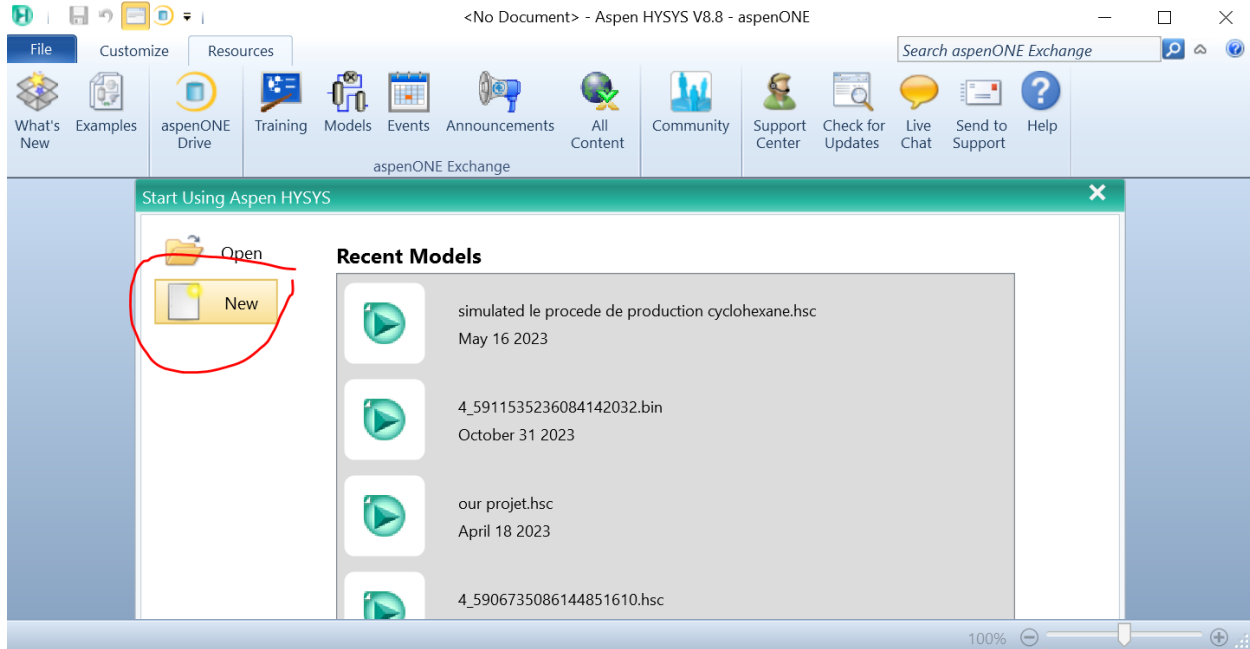 <No Document> - Aspen HYSYS V8.8 - aspenONE
File Customize Resources Search aspenONE Exchange
What's New
Examples
aspenONE Drive
Training
Models
Events
Announcements
All Content
Community
Support Center
Check for Updates
Live Chat
Send to Support
Help
aspenONE Exchange
Start Using Aspen HYSYS
Open
New
Recent Models
simulated le procede de production cyclohexane.hsc
May 16 2023
4_5911535236084142032.bin
October 31 2023
our projet.hsc
April 18 2023
4_5906735086144851610.hsc
100%